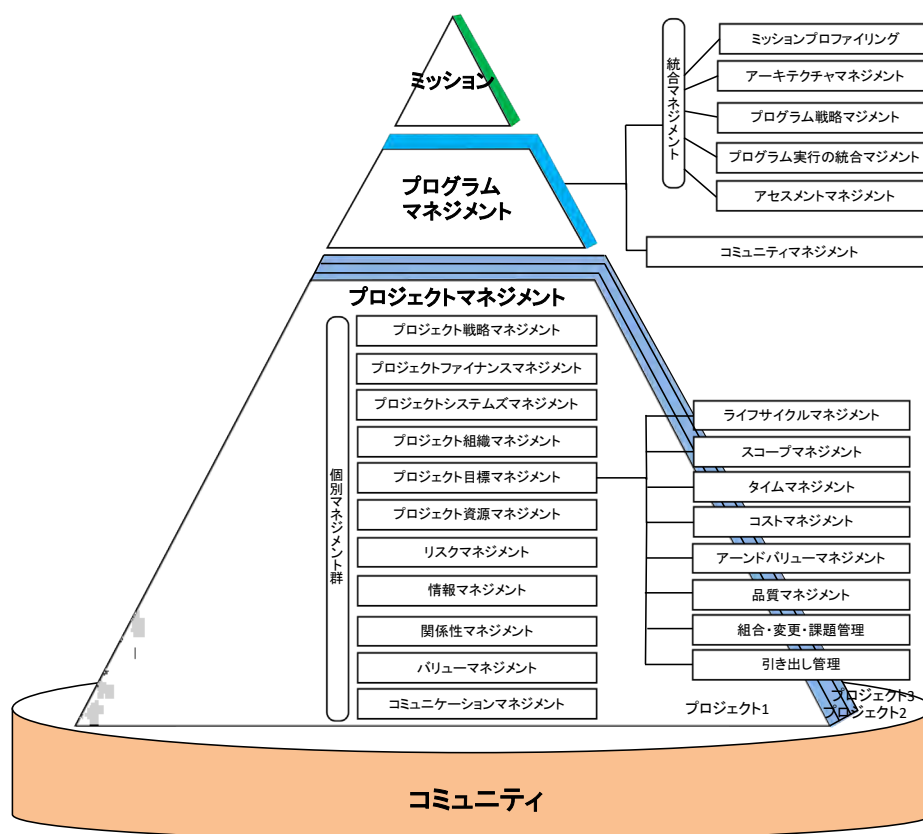 ミッション
プログラム
マネジメント
統合マネジメント
ミッションプロファイリング
アーキテクチャマネジメント
プログラム戦略マジメント
プログラム実行の統合マジメント
アセスメントマネジメント
コミュニティマネジメント
プロジェクトマネジメント
個別マネジメント群
プロジェクト戦略マネジメント
プロジェクトファイナンスマネジメント
プロジェクトシステムズマネジメント
プロジェクト組織マネジメント
プロジェクト目標マネジメント
プロジェクト資源マネジメント
リスクマネジメント
情報マネジメント
関係性マネジメント
バリューマネジメント
コミュニケーションマネジメント
ライフサイクルマネジメント
スコープマネジメント
タイムマネジメント
コストマネジメント
アーンドバリューマネジメント
品質マネジメント
組合・変更・課題管理
引き出し管理
プロジェクト1
プロジェクト3
プロジェクト2
コミュニティ